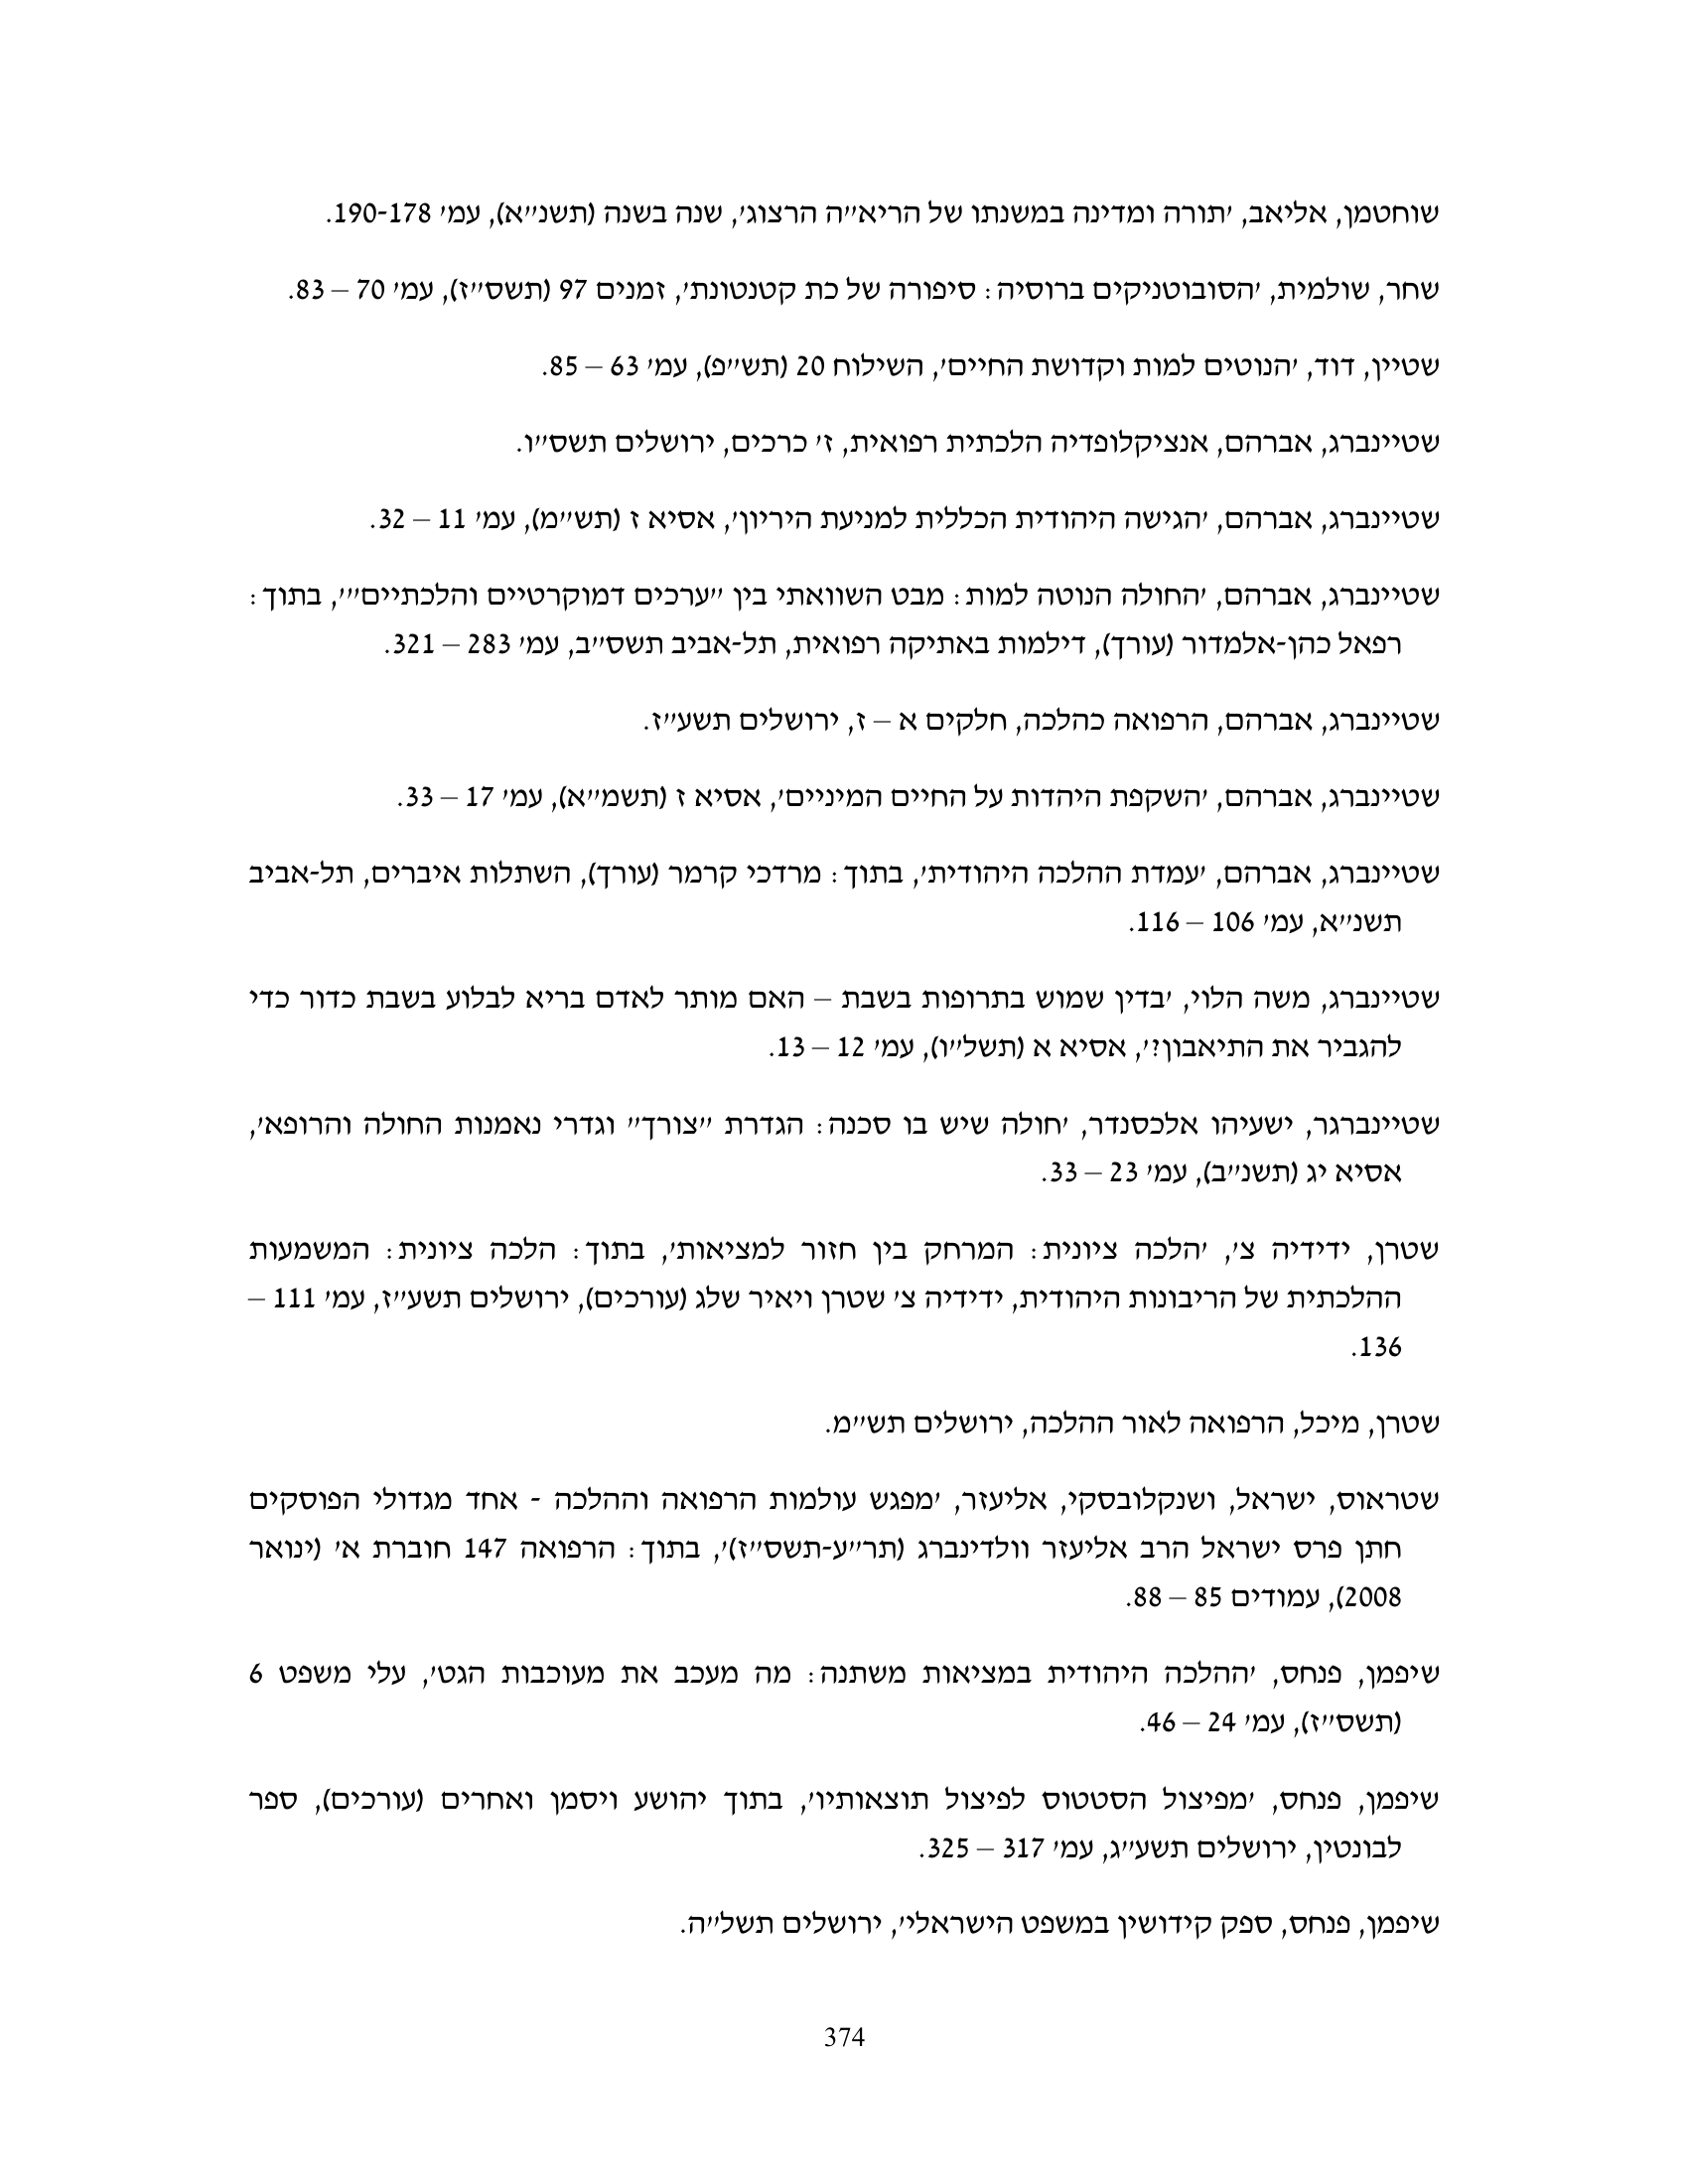 שוחטמן, אליאב, 'תורה ומדינה במשנתו של הריא"ה הרצוג', שנה בשנה (תשנ"א), עמ' 190-178.
שחר, שולמית, 'הסובוטניקים ברוסיה: סיפורה של כת קטנטונת', זמנים 97 (תשס"ז), עמ' 70 – 83.
שטיין, דוד, 'הנוטים למות וקדושת החיים', השילוח 20 (תש"פ), עמ' 63 – 85.
שטיינברג, אברהם, אנציקלופדיה הלכתית רפואית, ז' כרכים, ירושלים תשס"ו.
שטיינברג, אברהם, 'הגישה היהודית הכללית למניעת היריון', אסיא ז (תש"מ), עמ' 11 – 32.
שטיינברג, אברהם, 'החולה הנוטה למות: מבט השוואתי בין "ערכים דמוקרטיים והלכתיים"', בתוך:
רפאל כהן-אלמדור (עורך), דילמות באתיקה רפואית, תל-אביב תשס"ב, עמ' 283 – 321.
שטיינברג, אברהם, הרפואה כהלכה, חלקים א – ז, ירושלים תשע"ז.
שטיינברג, אברהם, 'השקפת היהדות על החיים המיניים', אסיא ז (תשמ"א), עמ' 17 – 33.
שטיינברג, אברהם, 'עמדת ההלכה היהודית', בתוך: מרדכי קרמר (עורך), השתלות איברים, תל-אביב
תשנ"א, עמ' 106 – 116.
שטיינברג, משה הלוי, 'בדין שמוש בתרופות בשבת – האם מותר לאדם בריא לבלוע בשבת כדור כדי
להגביר את התיאבון?', אסיא א (תשל"ו), עמ' 12 – 13.
שטיינברגר, ישעיהו אלכסנדר, 'חולה שיש בו סכנה: הגדרת "צורך" וגדרי נאמנות החולה והרופא',
אסיא יג (תשנ"ב), עמ' 23 – 33.
שטרן, ידידיה צ', 'הלכה ציונית: המרחק בין חזור למציאות', בתוך: הלכה ציונית: המשמעות
ההלכתית של הריבונות היהודית, ידידיה צ' שטרן ויאיר שלג (עורכים), ירושלים תשע"ז, עמ' 111 –
136.
שטרן, מיכל, הרפואה לאור ההלכה, ירושלים תש"מ.
שטראוס, ישראל, ושנקלובסקי, אליעזר, 'מפגש עולמות הרפואה וההלכה - אחד מגדולי הפוסקים
חתן פרס ישראל הרב אליעזר וולדינברג (תר"ע-תשס"ז)', בתוך: הרפואה 147 חוברת א' (ינואר
2008), עמודים 85 – 88.
שיפמן, פנחס, 'ההלכה היהודית במציאות משתנה: מה מעכב את מעוכבות הגט', עלי משפט 6
(תשס"ז), עמ' 24 – 46.
שיפמן, פנחס, 'מפיצול הסטטוס לפיצול תוצאותיו', בתוך יהושע ויסמן ואחרים (עורכים), ספר
לבונטין, ירושלים תשע"ג, עמ' 317 – 325.
שיפמן, פנחס, ספק קידושין במשפט הישראלי', ירושלים תשל"ה.
374